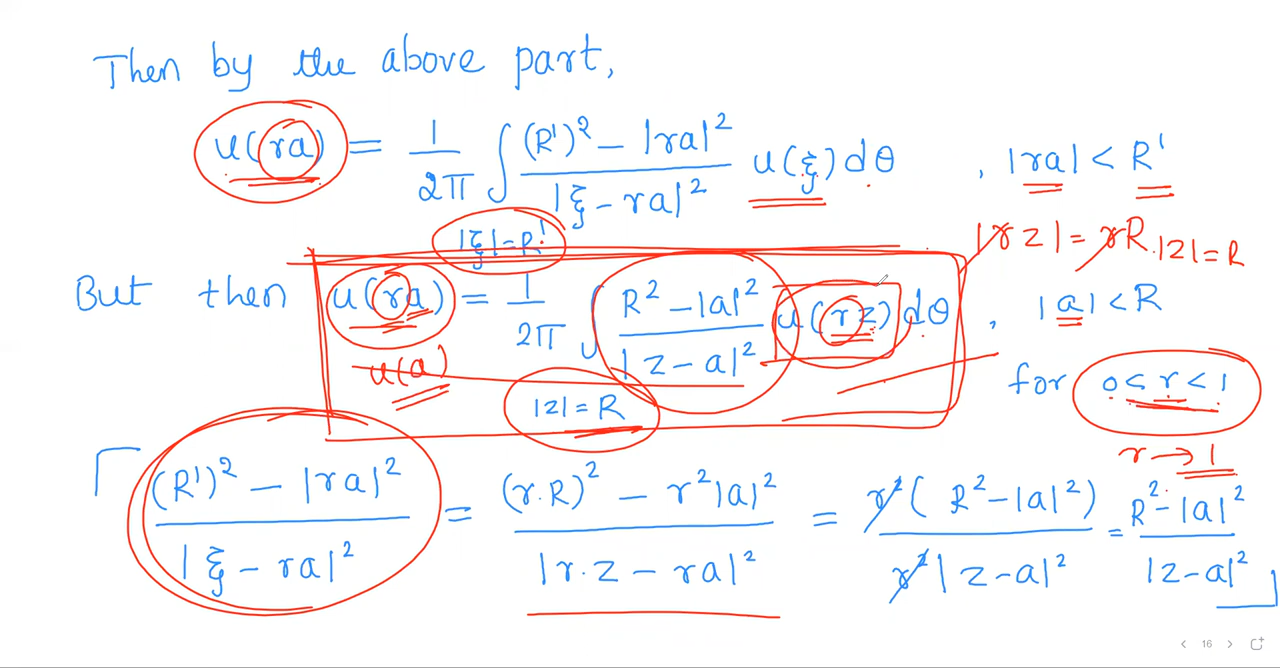 Then by the above part,
u(ra) = 1/2π ∫_{|ξ|=R'} ((R')² − |ra|²)/|ξ − ra|² u(ξ) dθ , |ra| < R'
|rz| = rR. |z| = R
But then u(ra) = 1/2π ∫_{|z|=R} (R² − |a|²)/|z − a|² u(rz) dθ , |a| < R
u(a)
for 0 < r < 1
r → 1
((R')² − |ra|²)/|ξ − ra|² = ((r.R)² − r²|a|²)/|r.z − ra|² = r²(R² − |a|²)/r²|z − a|² = (R² − |a|²)/|z − a|²
16